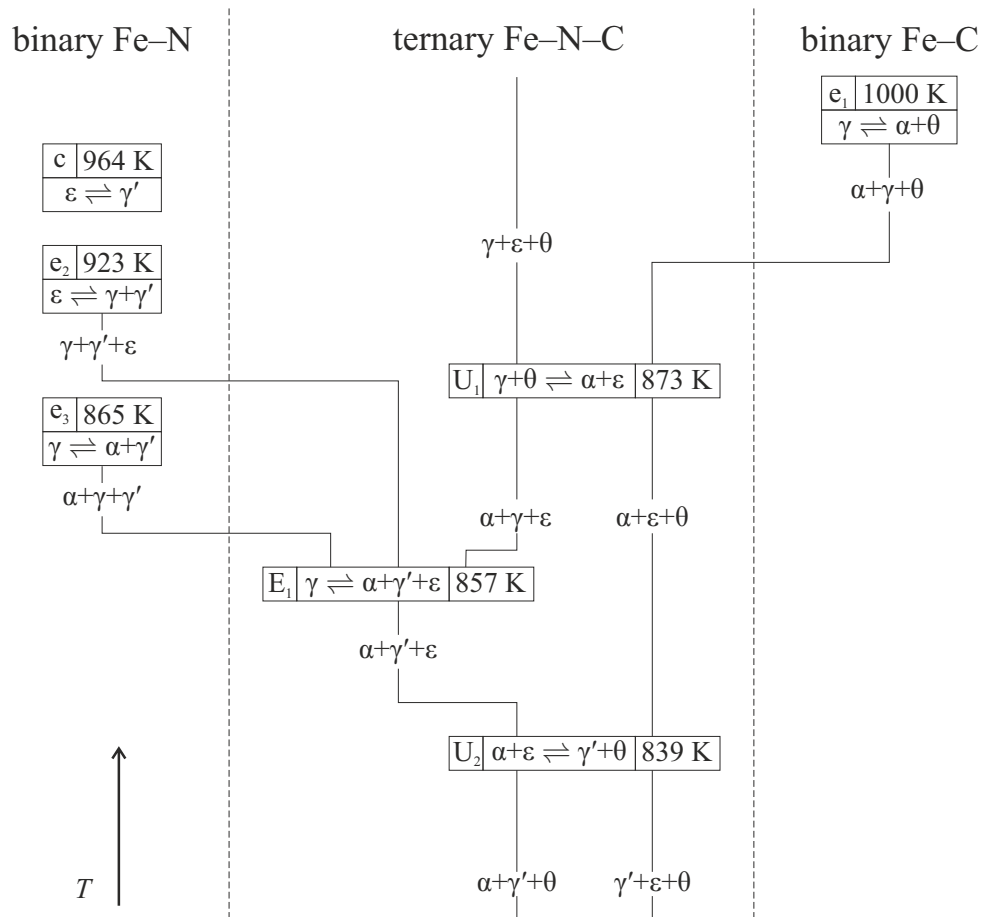 binary Fe–N
ternary Fe–N–C
binary Fe–C
e₁ 1000 K
γ ⇌ α+θ
c 964 K
ε ⇌ γ′
α+γ+θ
γ+ε+θ
e₂ 923 K
ε ⇌ γ+γ′
γ+γ′+ε
U₁ γ+θ ⇌ α+ε 873 K
e₃ 865 K
γ ⇌ α+γ′
α+γ+γ′
α+γ+ε
α+ε+θ
E₁ γ ⇌ α+γ′+ε 857 K
α+γ′+ε
U₂ α+ε ⇌ γ′+θ 839 K
T
α+γ′+θ
γ′+ε+θ